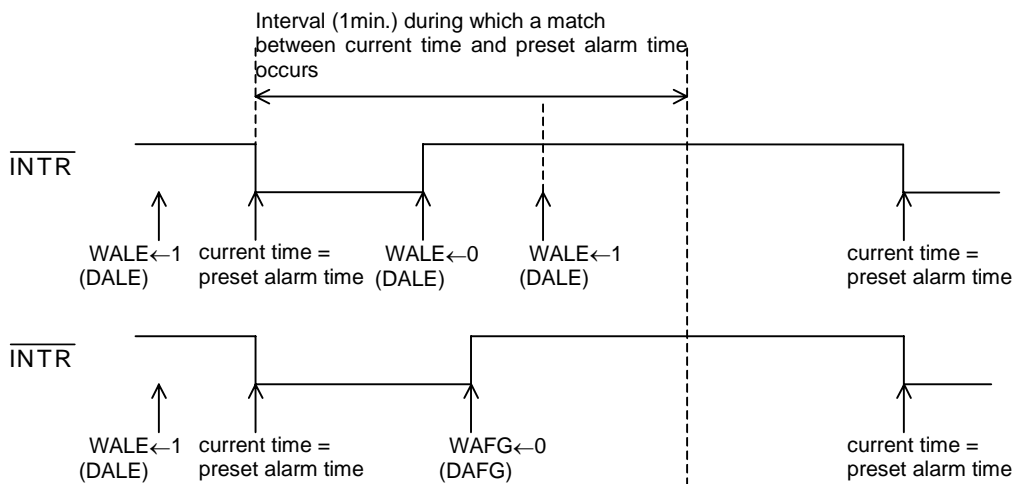 Interval (1min.) during which a match
between current time and preset alarm time
occurs
INTR
WALE←1
(DALE)
current time =
preset alarm time
WALE←0
(DALE)
WALE←1
(DALE)
current time =
preset alarm time
INTR
WALE←1
(DALE)
current time =
preset alarm time
WAFG←0
(DAFG)
current time =
preset alarm time